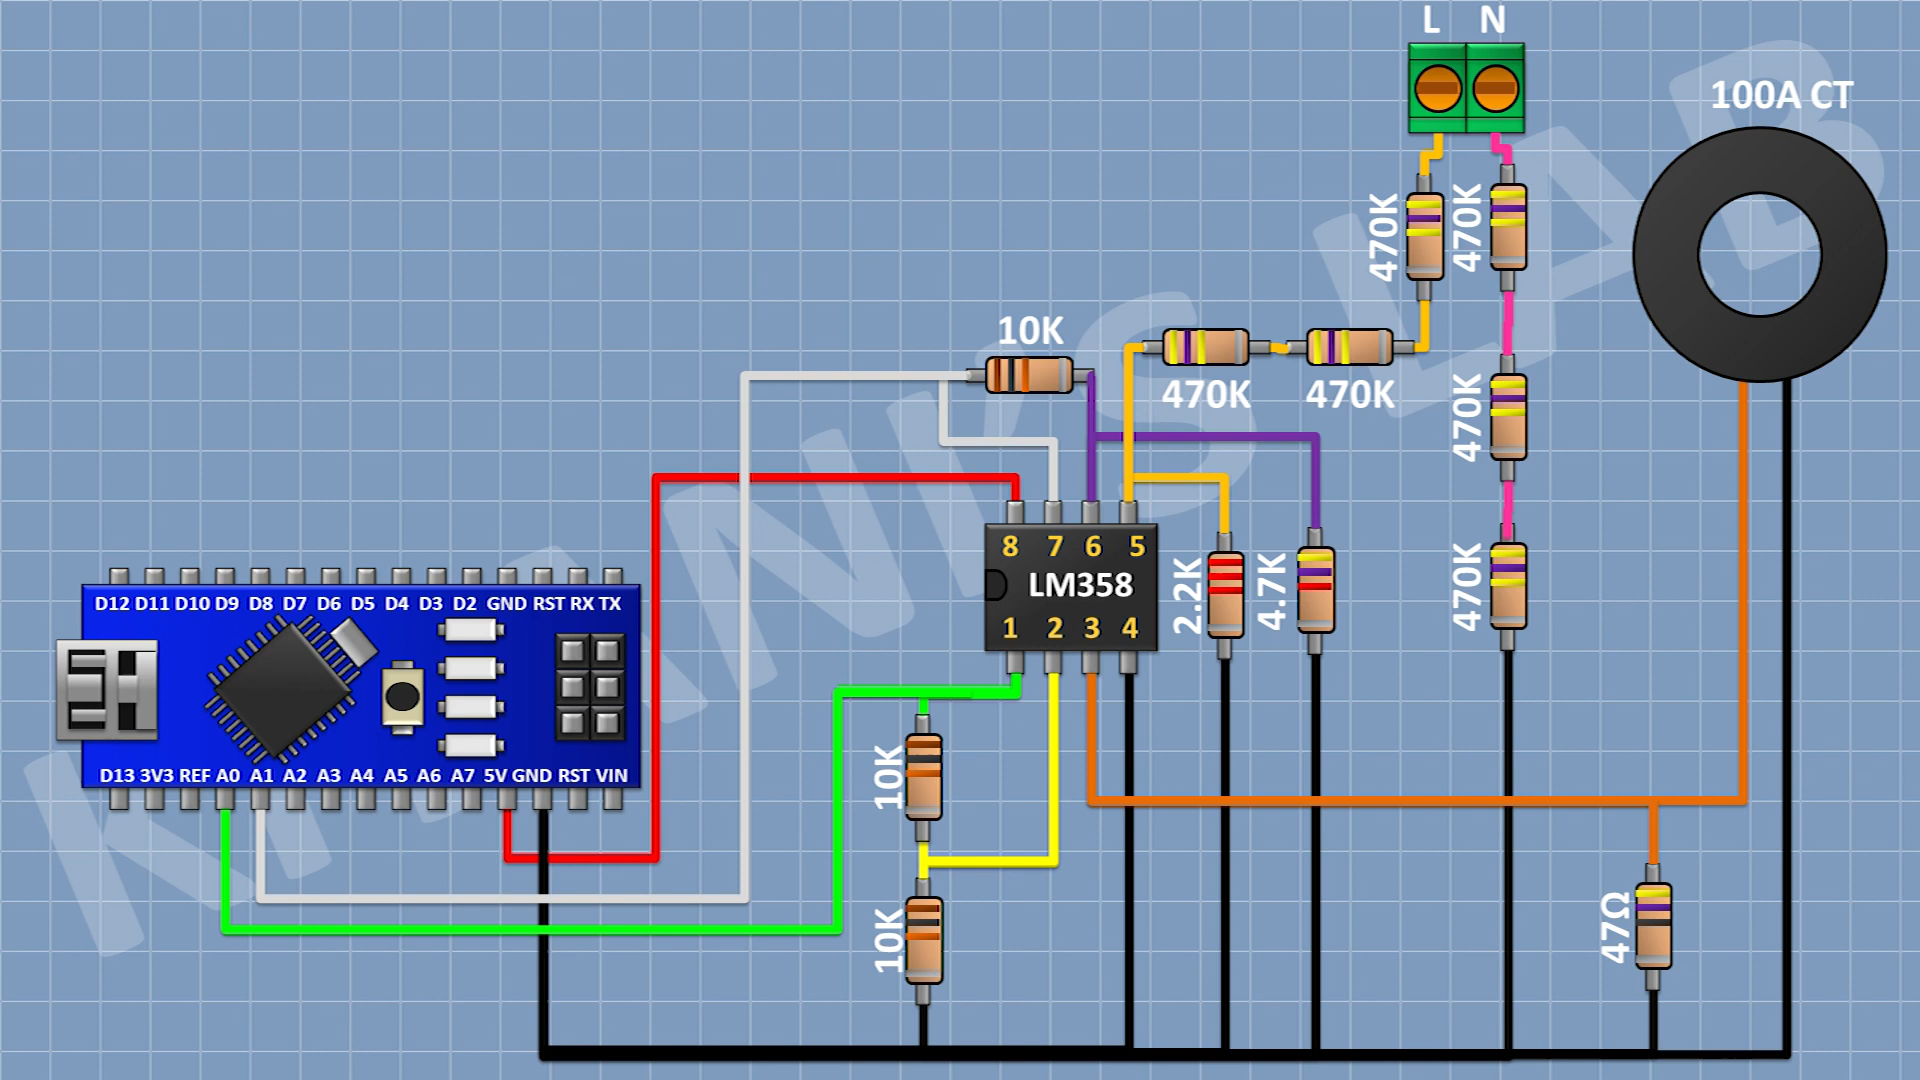 L N
100A CT
470K
470K
10K
470K
470K
470K
8 7 6 5
LM358
1 2 3 4
2.2K
4.7K
470K
D12 D11 D10 D9 D8 D7 D6 D5 D4 D3 D2 GND RST RX TX
D13 3V3 REF A0 A1 A2 A3 A4 A5 A6 A7 5V GND RST VIN
10K
10K
47Ω